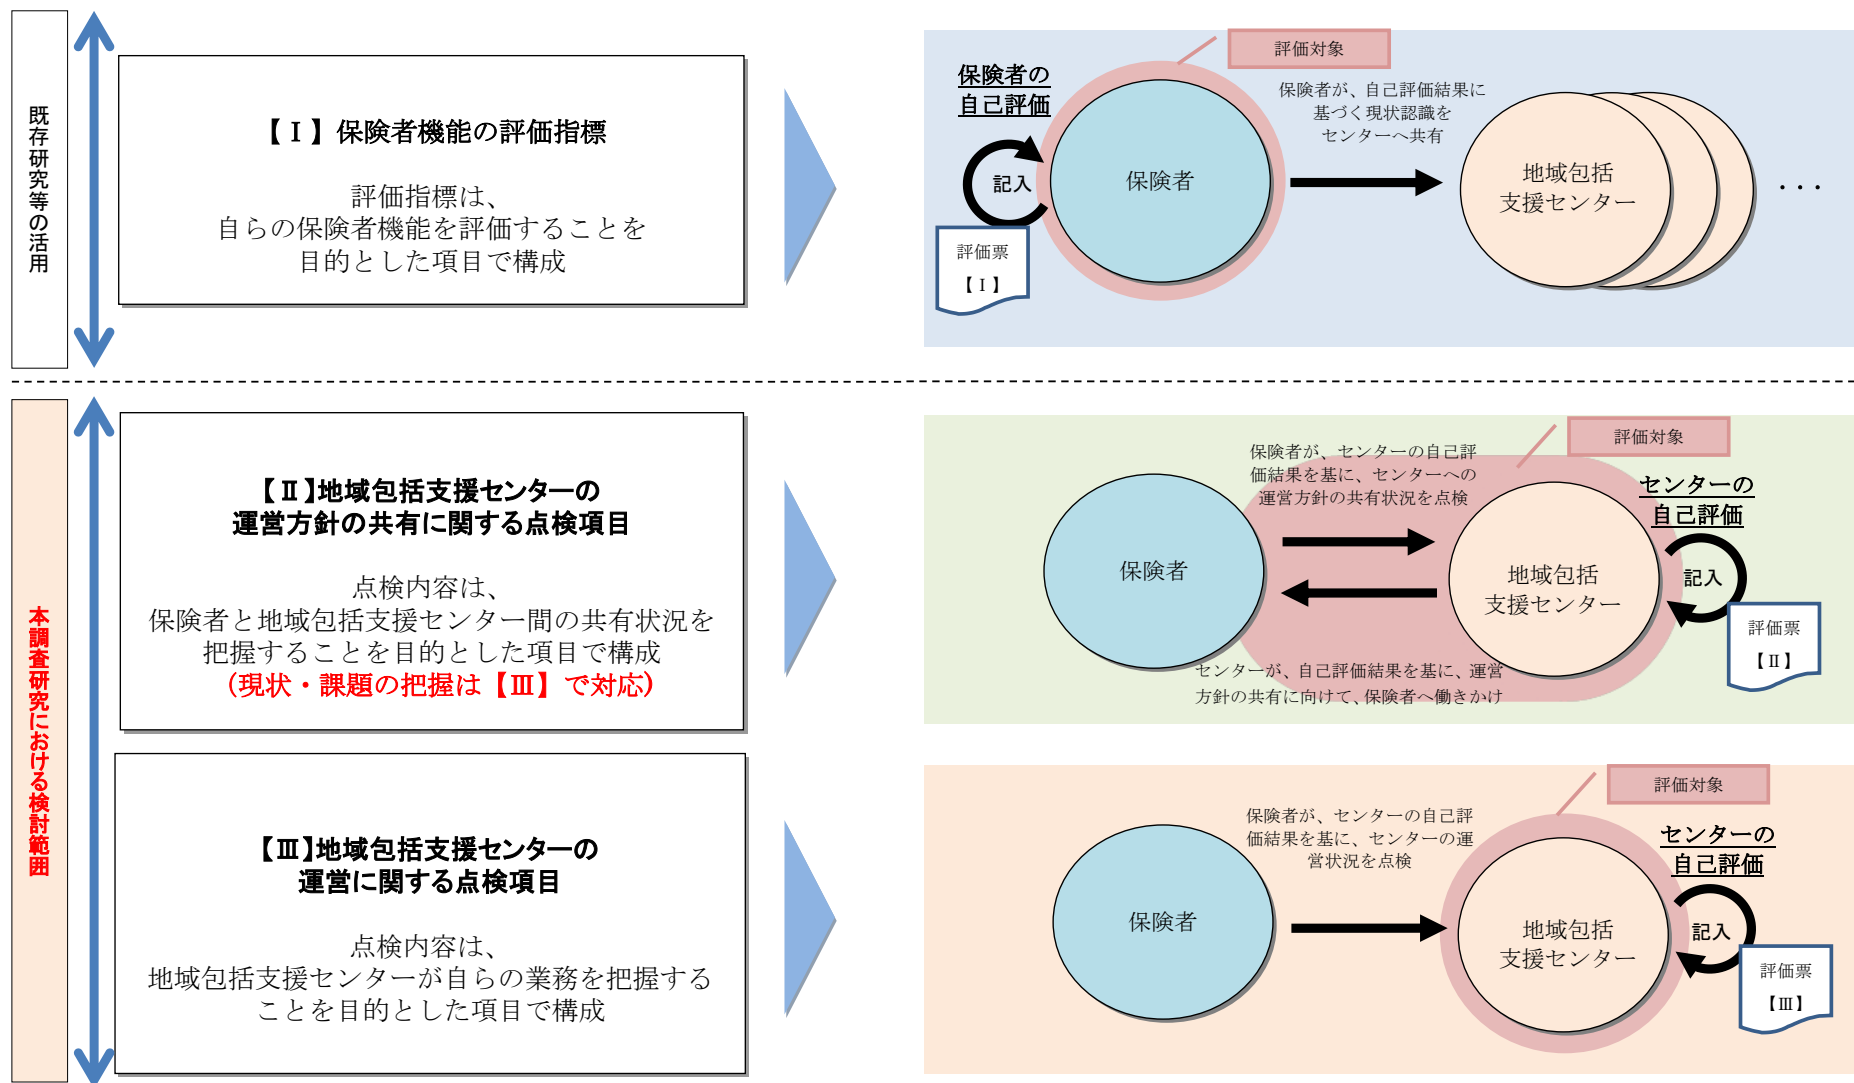 既存研究等の活用
【Ⅰ】保険者機能の評価指標
評価指標は、
自らの保険者機能を評価することを
目的とした項目で構成
保険者の
自己評価
記入
評価票
【Ⅰ】
保険者
評価対象
保険者が、自己評価結果に
基づく現状認識を
センターへ共有
地域包括
支援センター
・・・
本調査研究における検討範囲
【Ⅱ】地域包括支援センターの
運営方針の共有に関する点検項目
点検内容は、
保険者と地域包括支援センター間の共有状況を
把握することを目的とした項目で構成
（現状・課題の把握は【Ⅲ】で対応）
保険者
保険者が、センターの自己評
価結果を基に、センターへの
運営方針の共有状況を点検
評価対象
センターの
自己評価
地域包括
支援センター
記入
評価票
【Ⅱ】
センターが、自己評価結果を基に、運営
方針の共有に向けて、保険者へ働きかけ
【Ⅲ】地域包括支援センターの
運営に関する点検項目
点検内容は、
地域包括支援センターが自らの業務を把握する
ことを目的とした項目で構成
保険者
保険者が、センターの自己評
価結果を基に、センターの運
営状況を点検
評価対象
センターの
自己評価
地域包括
支援センター
記入
評価票
【Ⅲ】